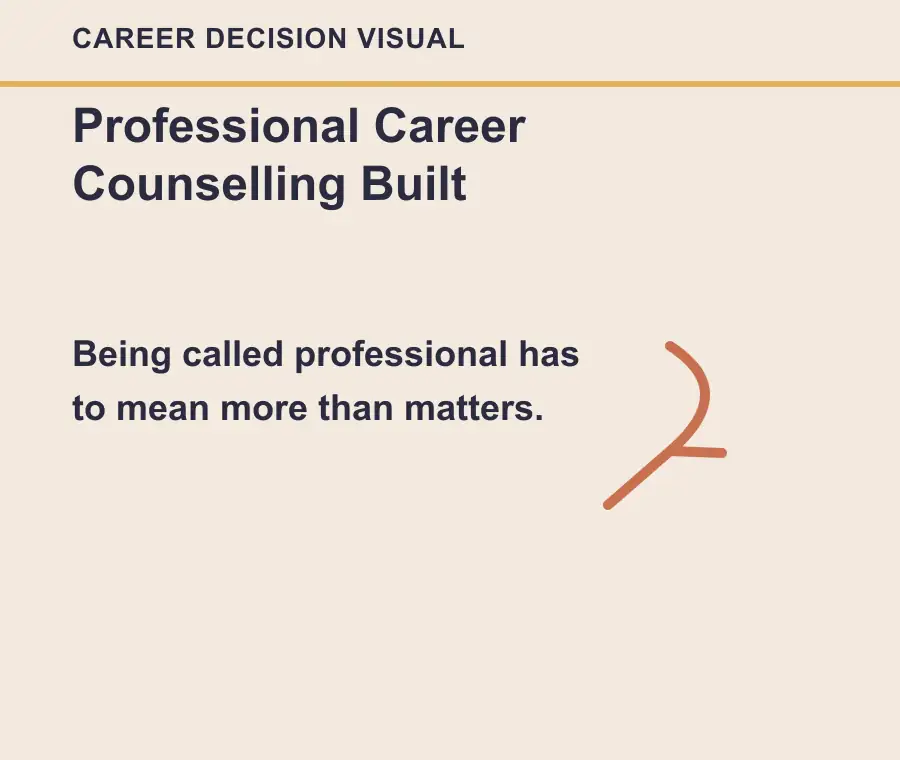 CAREER DECISION VISUAL
Professional Career
Counselling Built
Being called professional has
to mean more than matters.